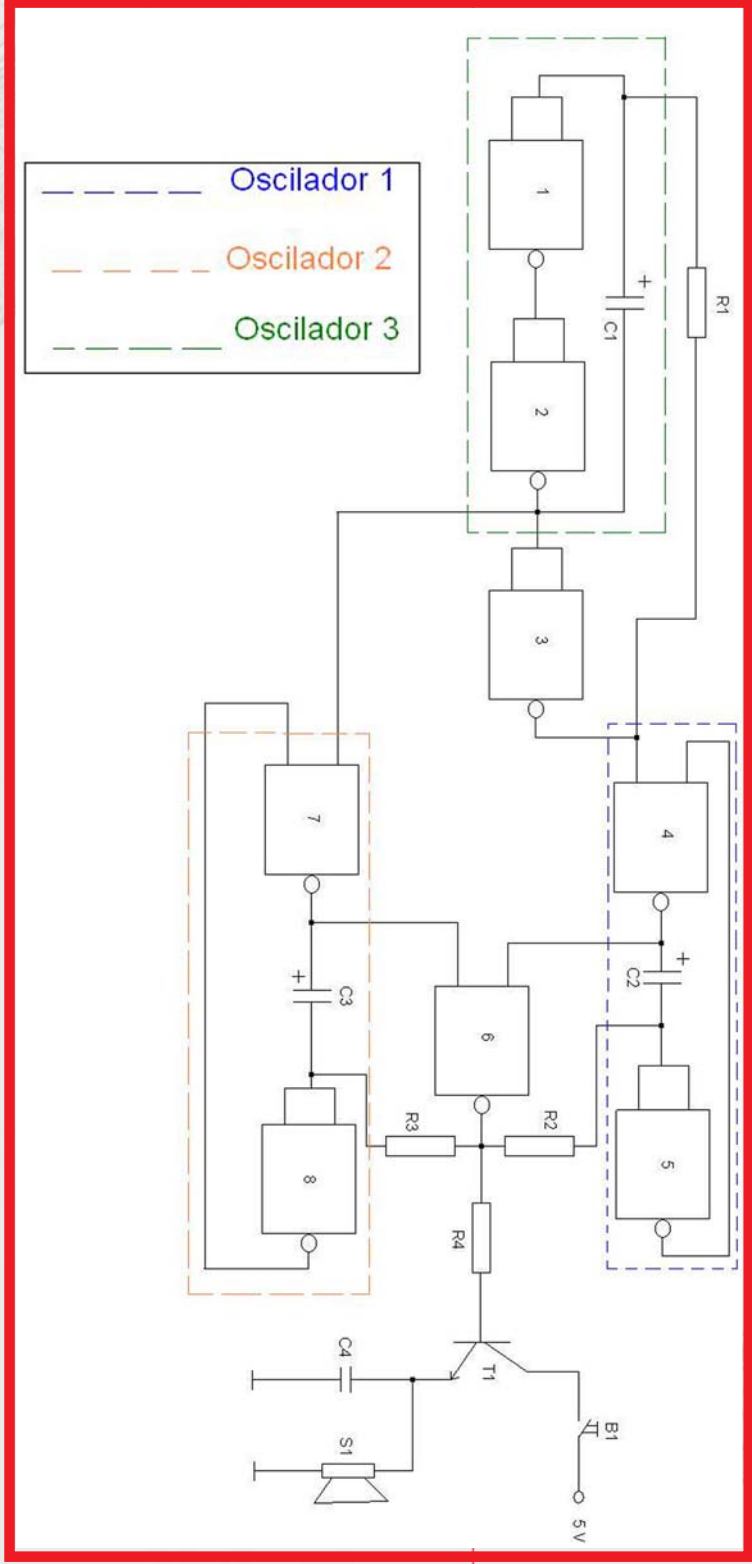 Oscilador 1
Oscilador 2
Oscilador 3
1
+
C1
R1
2
3
4
+
C2
5
7
+
C3
8
6
R3
R2
R4
T1
C4
S1
B1
5 V